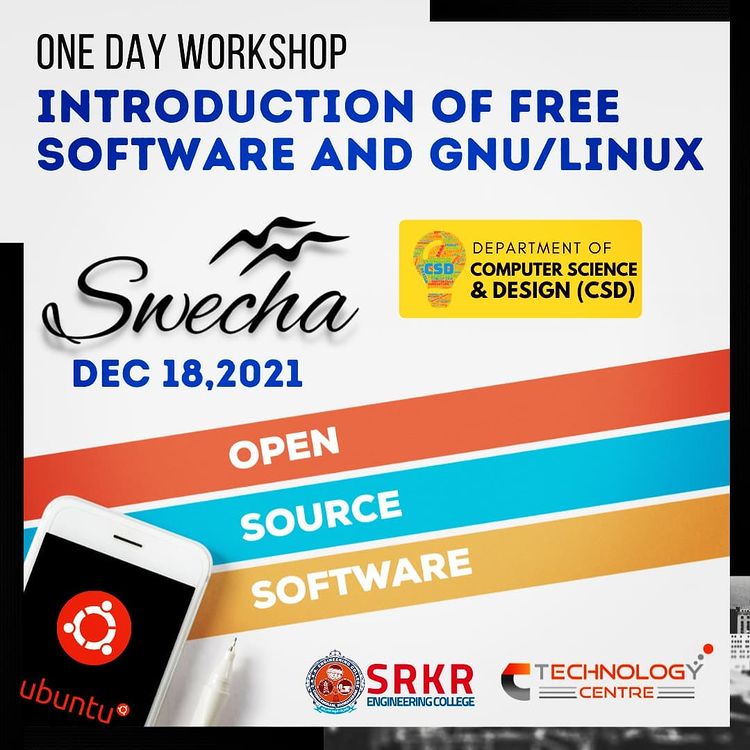 ONE DAY WORKSHOP
INTRODUCTION OF FREE
SOFTWARE AND GNU/LINUX
Swecha
DEC 18,2021
CSD
DEPARTMENT OF
COMPUTER SCIENCE
& DESIGN (CSD)
OPEN
SOURCE
SOFTWARE
ubuntu
SRKR
ENGINEERING COLLEGE
TECHNOLOGY
CENTRE